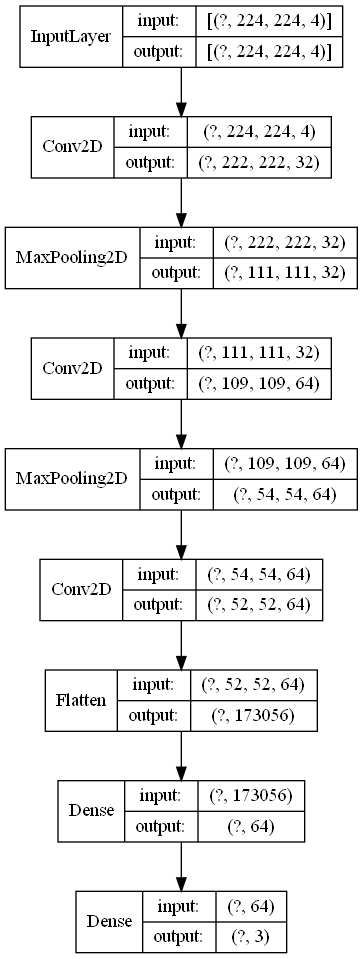 InputLayer
input: [(?, 224, 224, 4)]
output: [(?, 224, 224, 4)]
Conv2D
input: (?, 224, 224, 4)
output: (?, 222, 222, 32)
MaxPooling2D
input: (?, 222, 222, 32)
output: (?, 111, 111, 32)
Conv2D
input: (?, 111, 111, 32)
output: (?, 109, 109, 64)
MaxPooling2D
input: (?, 109, 109, 64)
output: (?, 54, 54, 64)
Conv2D
input: (?, 54, 54, 64)
output: (?, 52, 52, 64)
Flatten
input: (?, 52, 52, 64)
output: (?, 173056)
Dense
input: (?, 173056)
output: (?, 64)
Dense
input: (?, 64)
output: (?, 3)